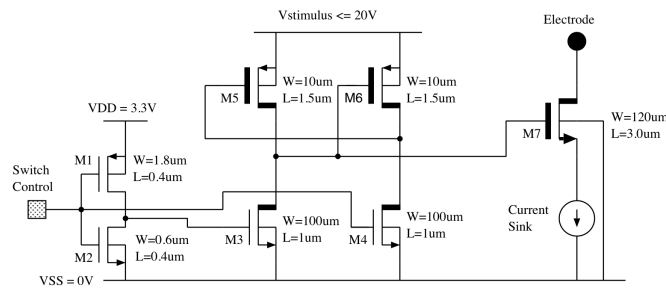 Vstimulus <= 20V
Electrode
M5
W=10um
L=1.5um
M6
W=10um
L=1.5um
VDD = 3.3V
M7
W=120um
L=3.0um
M1
W=1.8um
L=0.4um
Switch
Control
M3
W=100um
L=1um
M4
W=100um
L=1um
Current
Sink
M2
W=0.6um
L=0.4um
VSS = 0V